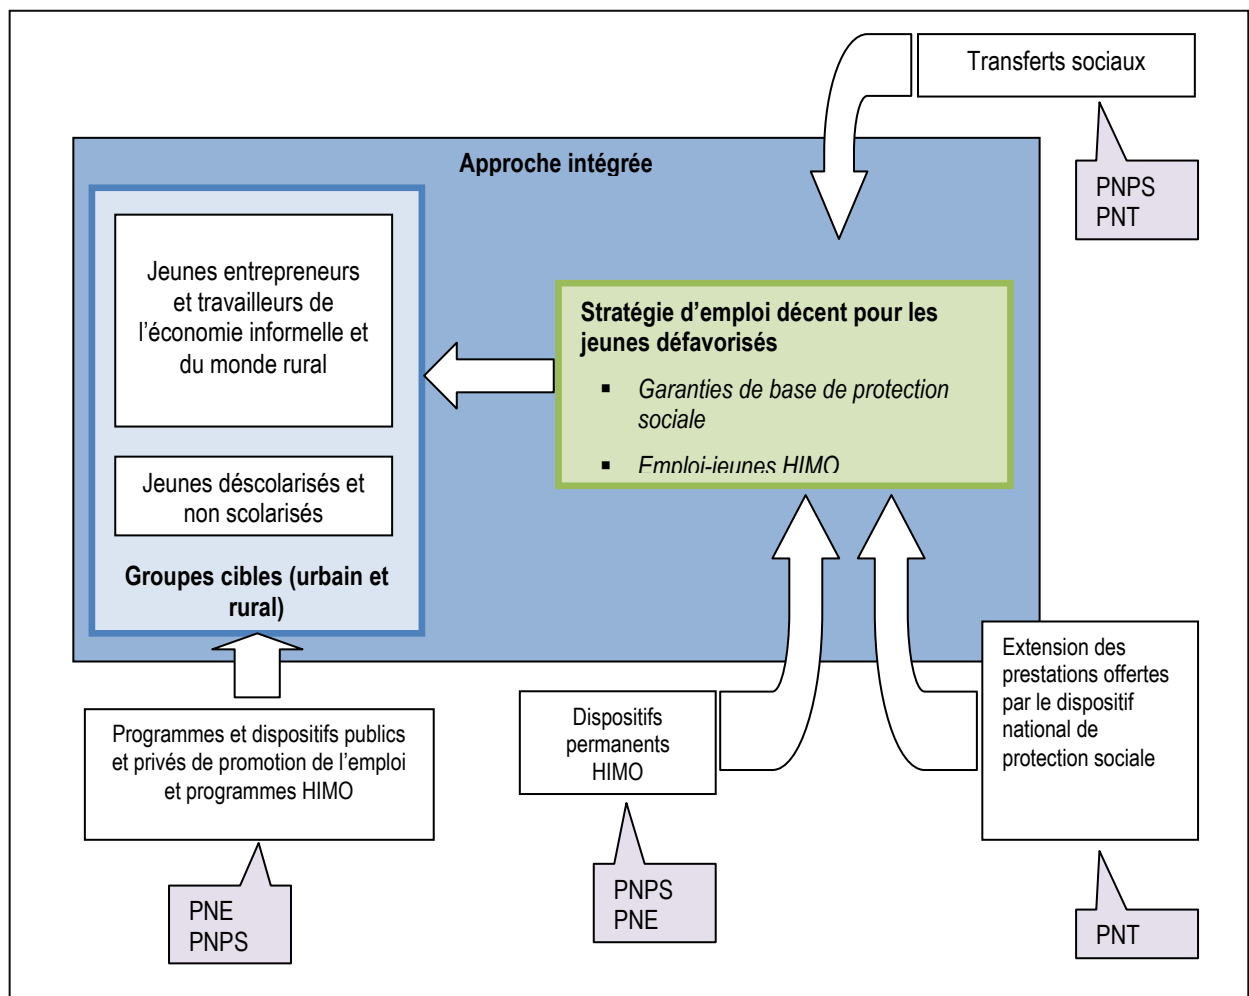 Transferts sociaux
PNPS
PNT
Approche intégrée
Jeunes entrepreneurs
et travailleurs de
l’économie informelle et
du monde rural
Jeunes déscolarisés et
non scolarisés
Groupes cibles (urbain et
rural)
Stratégie d’emploi décent pour les
jeunes défavorisés
▪ Garanties de base de protection
sociale
▪ Emploi-jeunes HIMO
Programmes et dispositifs publics
et privés de promotion de l’emploi
et programmes HIMO
PNE
PNPS
Dispositifs
permanents
HIMO
PNPS
PNE
Extension des
prestations offertes
par le dispositif
national de
protection sociale
PNT